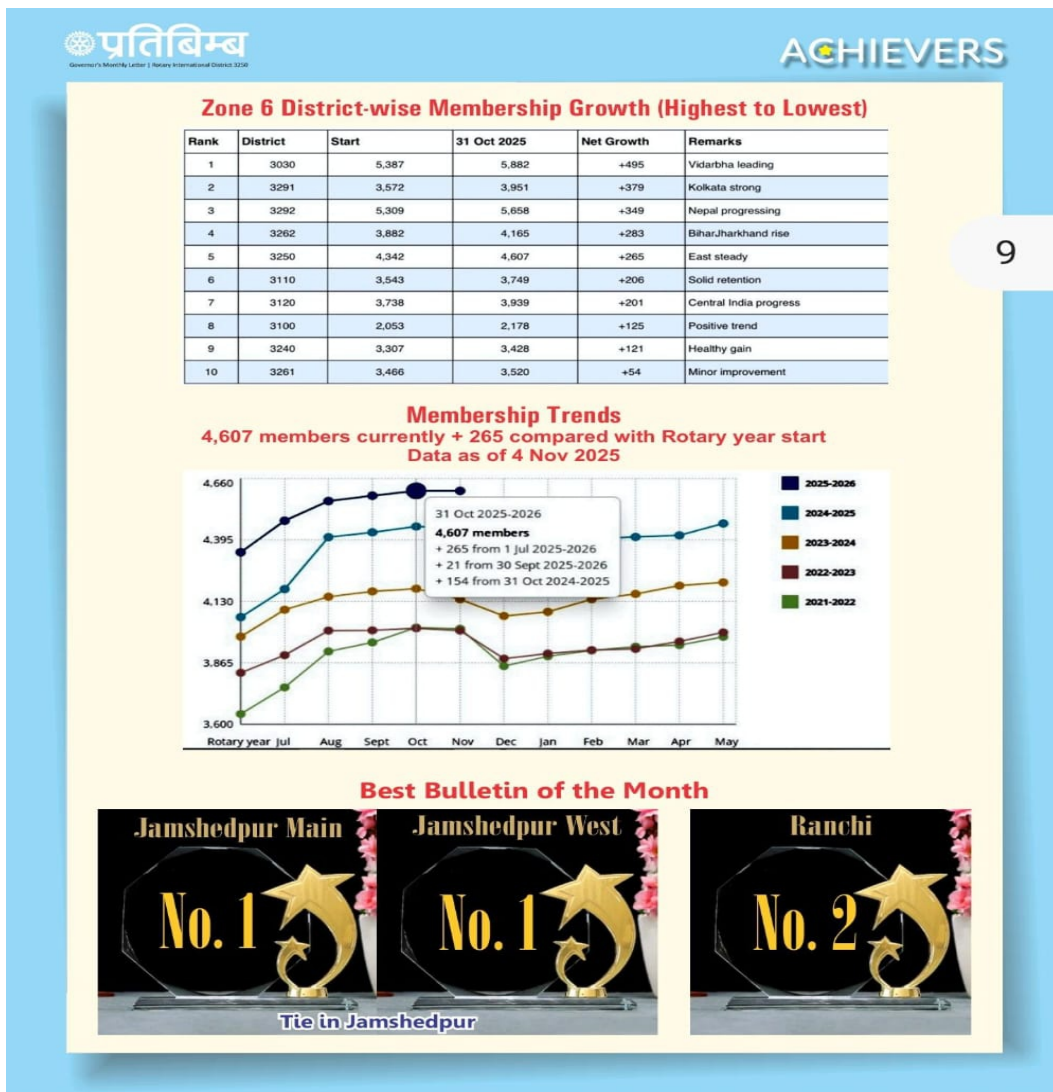 प्रतिबिम्ब
Governor's Monthly Letter | Rotary International District 3250
ACHIEVERS
9
Zone 6 District-wise Membership Growth (Highest to Lowest)
Rank District Start 31 Oct 2025 Net Growth Remarks
1 3030 5,387 5,882 +495 Vidarbha leading
2 3291 3,572 3,951 +379 Kolkata strong
3 3292 5,309 5,658 +349 Nepal progressing
4 3262 3,882 4,165 +283 BiharJharkhand rise
5 3250 4,342 4,607 +265 East steady
6 3110 3,543 3,749 +206 Solid retention
7 3120 3,738 3,939 +201 Central India progress
8 3100 2,053 2,178 +125 Positive trend
9 3240 3,307 3,428 +121 Healthy gain
10 3261 3,466 3,520 +54 Minor improvement
Membership Trends
4,607 members currently + 265 compared with Rotary year start
Data as of 4 Nov 2025
4,660
4,395
4,130
3,865
3,600
Rotary year Jul Aug Sept Oct Nov Dec Jan Feb Mar Apr May
31 Oct 2025-2026
4,607 members
+ 265 from 1 Jul 2025-2026
+ 21 from 30 Sept 2025-2026
+ 154 from 31 Oct 2024-2025
2025-2026
2024-2025
2023-2024
2022-2023
2021-2022
Best Bulletin of the Month
Jamshedpur Main
No. 1
Jamshedpur West
No. 1
Ranchi
No. 2
Tie in Jamshedpur